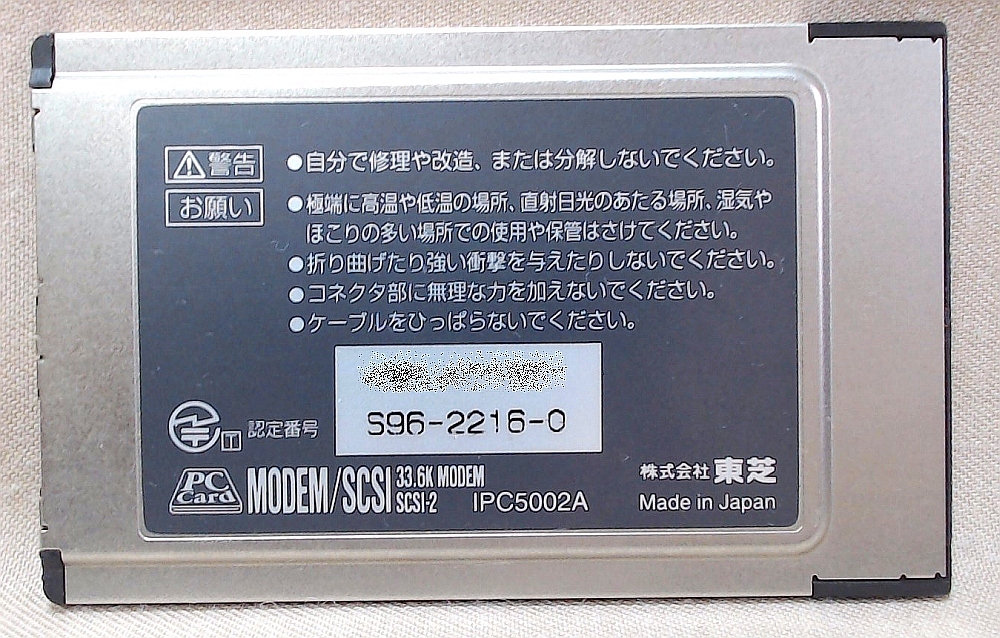 ⚠警告 ●自分で修理や改造、または分解しないでください。
お願い ●極端に高温や低温の場所、直射日光のあたる場所、湿気や
ほこりの多い場所での使用や保管はさけてください。
●折り曲げたり強い衝撃を与えたりしないでください。
●コネクタ部に無理な力を加えないでください。
●ケーブルをひっぱらないでください。
S96-2216-0
T 認定番号
PC Card MODEM/SCSI 33.6K MODEM
SCSI-2 IPC5002A
株式会社 東芝
Made in Japan